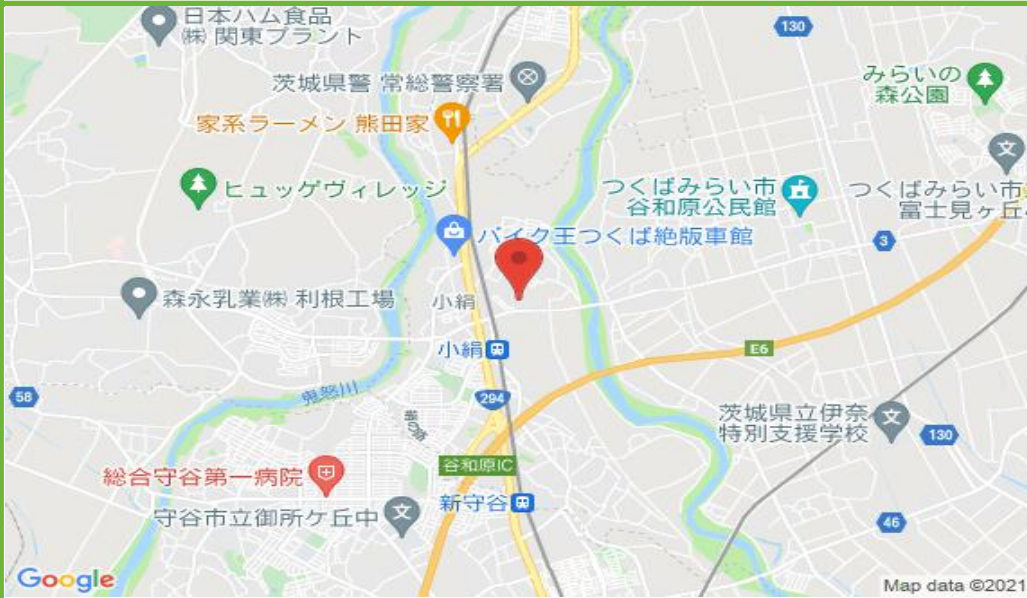 日本ハム食品
㈱ 関東プラント
130
茨城県警 常総警察署
みらいの
森公園
家系ラーメン 熊田家
ヒュッゲヴィレッジ
つくばみらい市
谷和原公民館
つくばみらい市
富士見ヶ丘
バイク王つくば絶版車館
3
森永乳業㈱ 利根工場
小絹
小絹
E6
58
鬼怒川
294
茨城県立伊奈
特別支援学校
130
谷和原IC
総合守谷第一病院
新守谷
守谷市立御所ケ丘中
46
Google
Map data ©2021